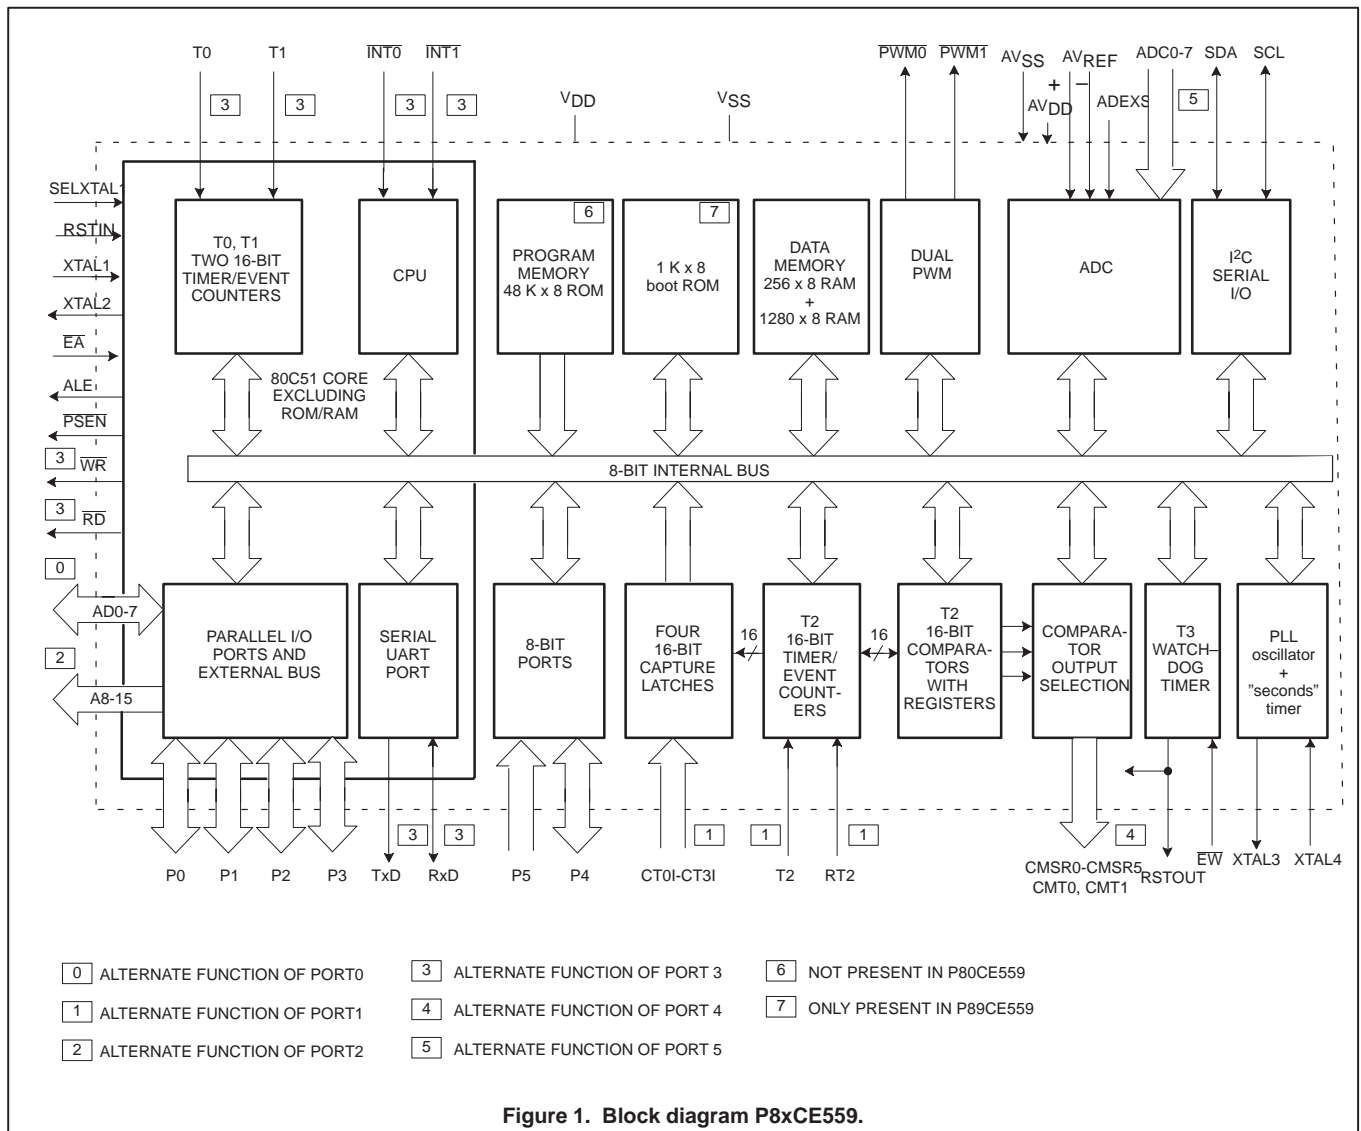 T0 T1 INT0 INT1 PWM0 PWM1 AVSS AVREF ADC0-7 SDA SCL
+ –
3 3 3 3 VDD VSS AVDD ADEXS 5
SELXTAL1
RSTIN
XTAL1
XTAL2
EA
ALE
PSEN
3 WR
3 RD
0
AD0-7
2
A8-15
T0, T1
TWO 16-BIT
TIMER/EVENT
COUNTERS
CPU
80C51 CORE
EXCLUDING
ROM/RAM
6
PROGRAM
MEMORY
48 K x 8 ROM
7
1 K x 8
boot ROM
DATA
MEMORY
256 x 8 RAM
+
1280 x 8 RAM
DUAL
PWM
ADC
I2C
SERIAL
I/O
8-BIT INTERNAL BUS
PARALLEL I/O
PORTS AND
EXTERNAL BUS
SERIAL
UART
PORT
8-BIT
PORTS
FOUR
16-BIT
CAPTURE
LATCHES
16
T2
16-BIT
TIMER/
EVENT
COUNT-
ERS
16
T2
16-BIT
COMPARA-
TORS
WITH
REGISTERS
COMPARA-
TOR
OUTPUT
SELECTION
T3
WATCH–
DOG
TIMER
PLL
oscillator
+
”seconds”
timer
3 3 1 1 1 4
P0 P1 P2 P3 TxD RxD P5 P4 CT0I-CT3I T2 RT2
CMSR0-CMSR5
CMT0, CMT1
RSTOUT
EW
XTAL3
XTAL4
0 ALTERNATE FUNCTION OF PORT0
1 ALTERNATE FUNCTION OF PORT1
2 ALTERNATE FUNCTION OF PORT2
3 ALTERNATE FUNCTION OF PORT 3
4 ALTERNATE FUNCTION OF PORT 4
5 ALTERNATE FUNCTION OF PORT 5
6 NOT PRESENT IN P80CE559
7 ONLY PRESENT IN P89CE559
Figure 1. Block diagram P8xCE559.